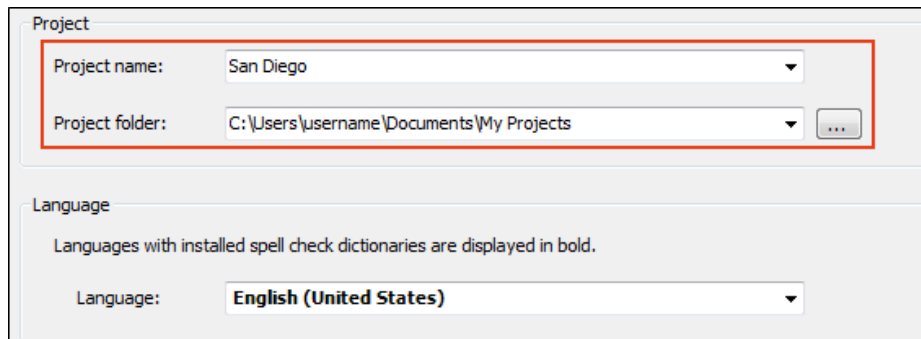 Project
Project name: San Diego
Project folder: C:\Users\username\Documents\My Projects ...
Language
Languages with installed spell check dictionaries are displayed in bold.
Language: English (United States)